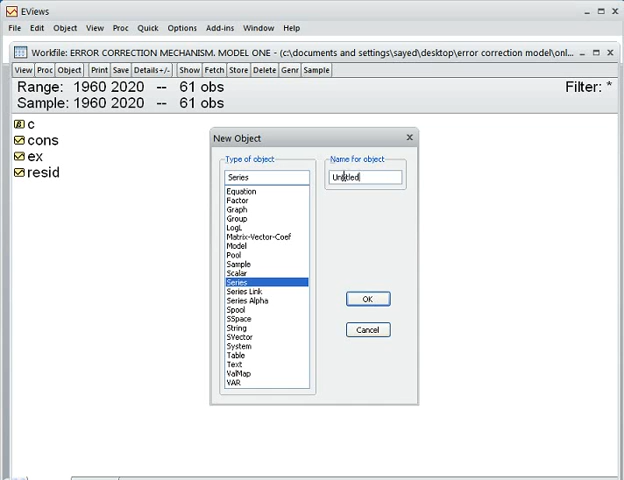 EViews
File Edit Object View Proc Quick Options Add-ins Window Help
Workfile: ERROR CORRECTION MECHANISM. MODEL ONE - (c:\documents and settings\sayed\desktop\error correction model\onl...
View Proc Object Print Save Details+/- Show Fetch Store Delete Genr Sample
Range: 1960 2020 -- 61 obs Filter: *
Sample: 1960 2020 -- 61 obs
c
cons
ex
resid
New Object
Type of object
Series
Equation
Factor
Graph
Group
LogL
Matrix-Vector-Coef
Model
Pool
Sample
Scalar
Series
Series Link
Series Alpha
Spool
SSpace
String
SVector
System
Table
Text
ValMap
VAR
Name for object
Untitled
OK
Cancel